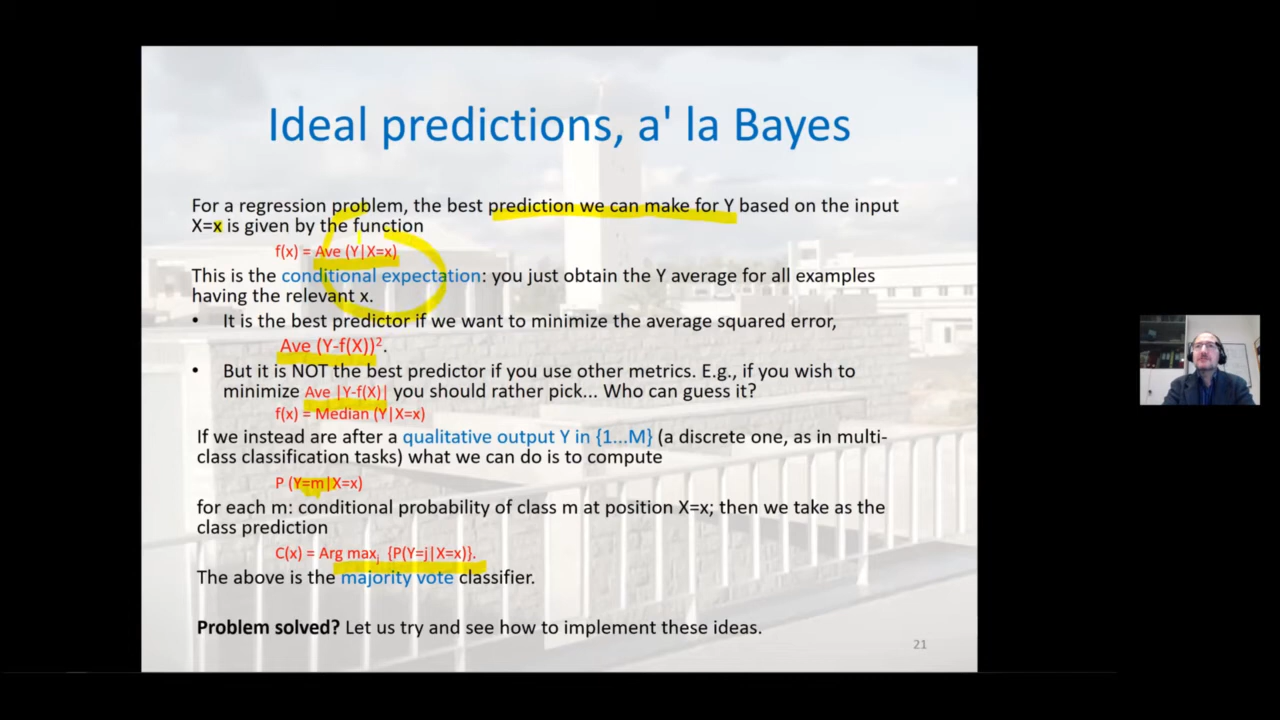 Ideal predictions, a' la Bayes
For a regression problem, the best prediction we can make for Y based on the input
X=x is given by the function
f(x) = Ave (Y|X=x)
This is the conditional expectation: you just obtain the Y average for all examples
having the relevant x.
• It is the best predictor if we want to minimize the average squared error,
Ave (Y-f(X))².
• But it is NOT the best predictor if you use other metrics. E.g., if you wish to
minimize Ave |Y-f(X)| you should rather pick... Who can guess it?
f(x) = Median (Y|X=x)
If we instead are after a qualitative output Y in {1...M} (a discrete one, as in multi-
class classification tasks) what we can do is to compute
P (Y=m|X=x)
for each m: conditional probability of class m at position X=x; then we take as the
class prediction
C(x) = Arg maxⱼ {P(Y=j|X=x)}.
The above is the majority vote classifier.
Problem solved? Let us try and see how to implement these ideas.
21